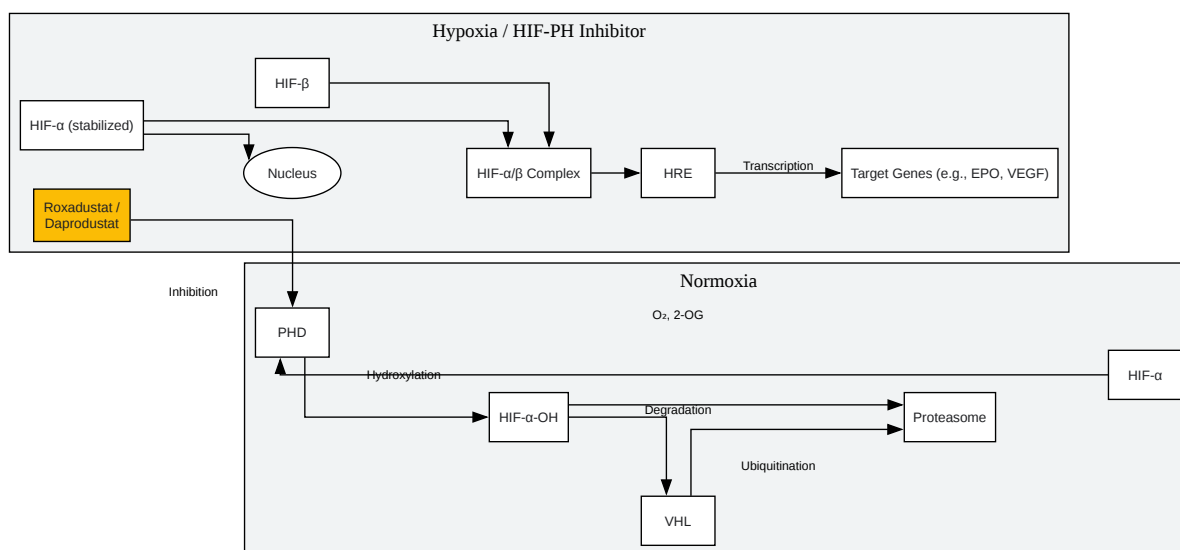 Hypoxia / HIF-PH Inhibitor
HIF-β
HIF-α (stabilized)
Nucleus
HIF-α/β Complex
HRE
Transcription
Target Genes (e.g., EPO, VEGF)
Roxadustat /
Daprodustat
Inhibition
Normoxia
O₂, 2-OG
PHD
Hydroxylation
HIF-α
HIF-α-OH
Degradation
Proteasome
Ubiquitination
VHL